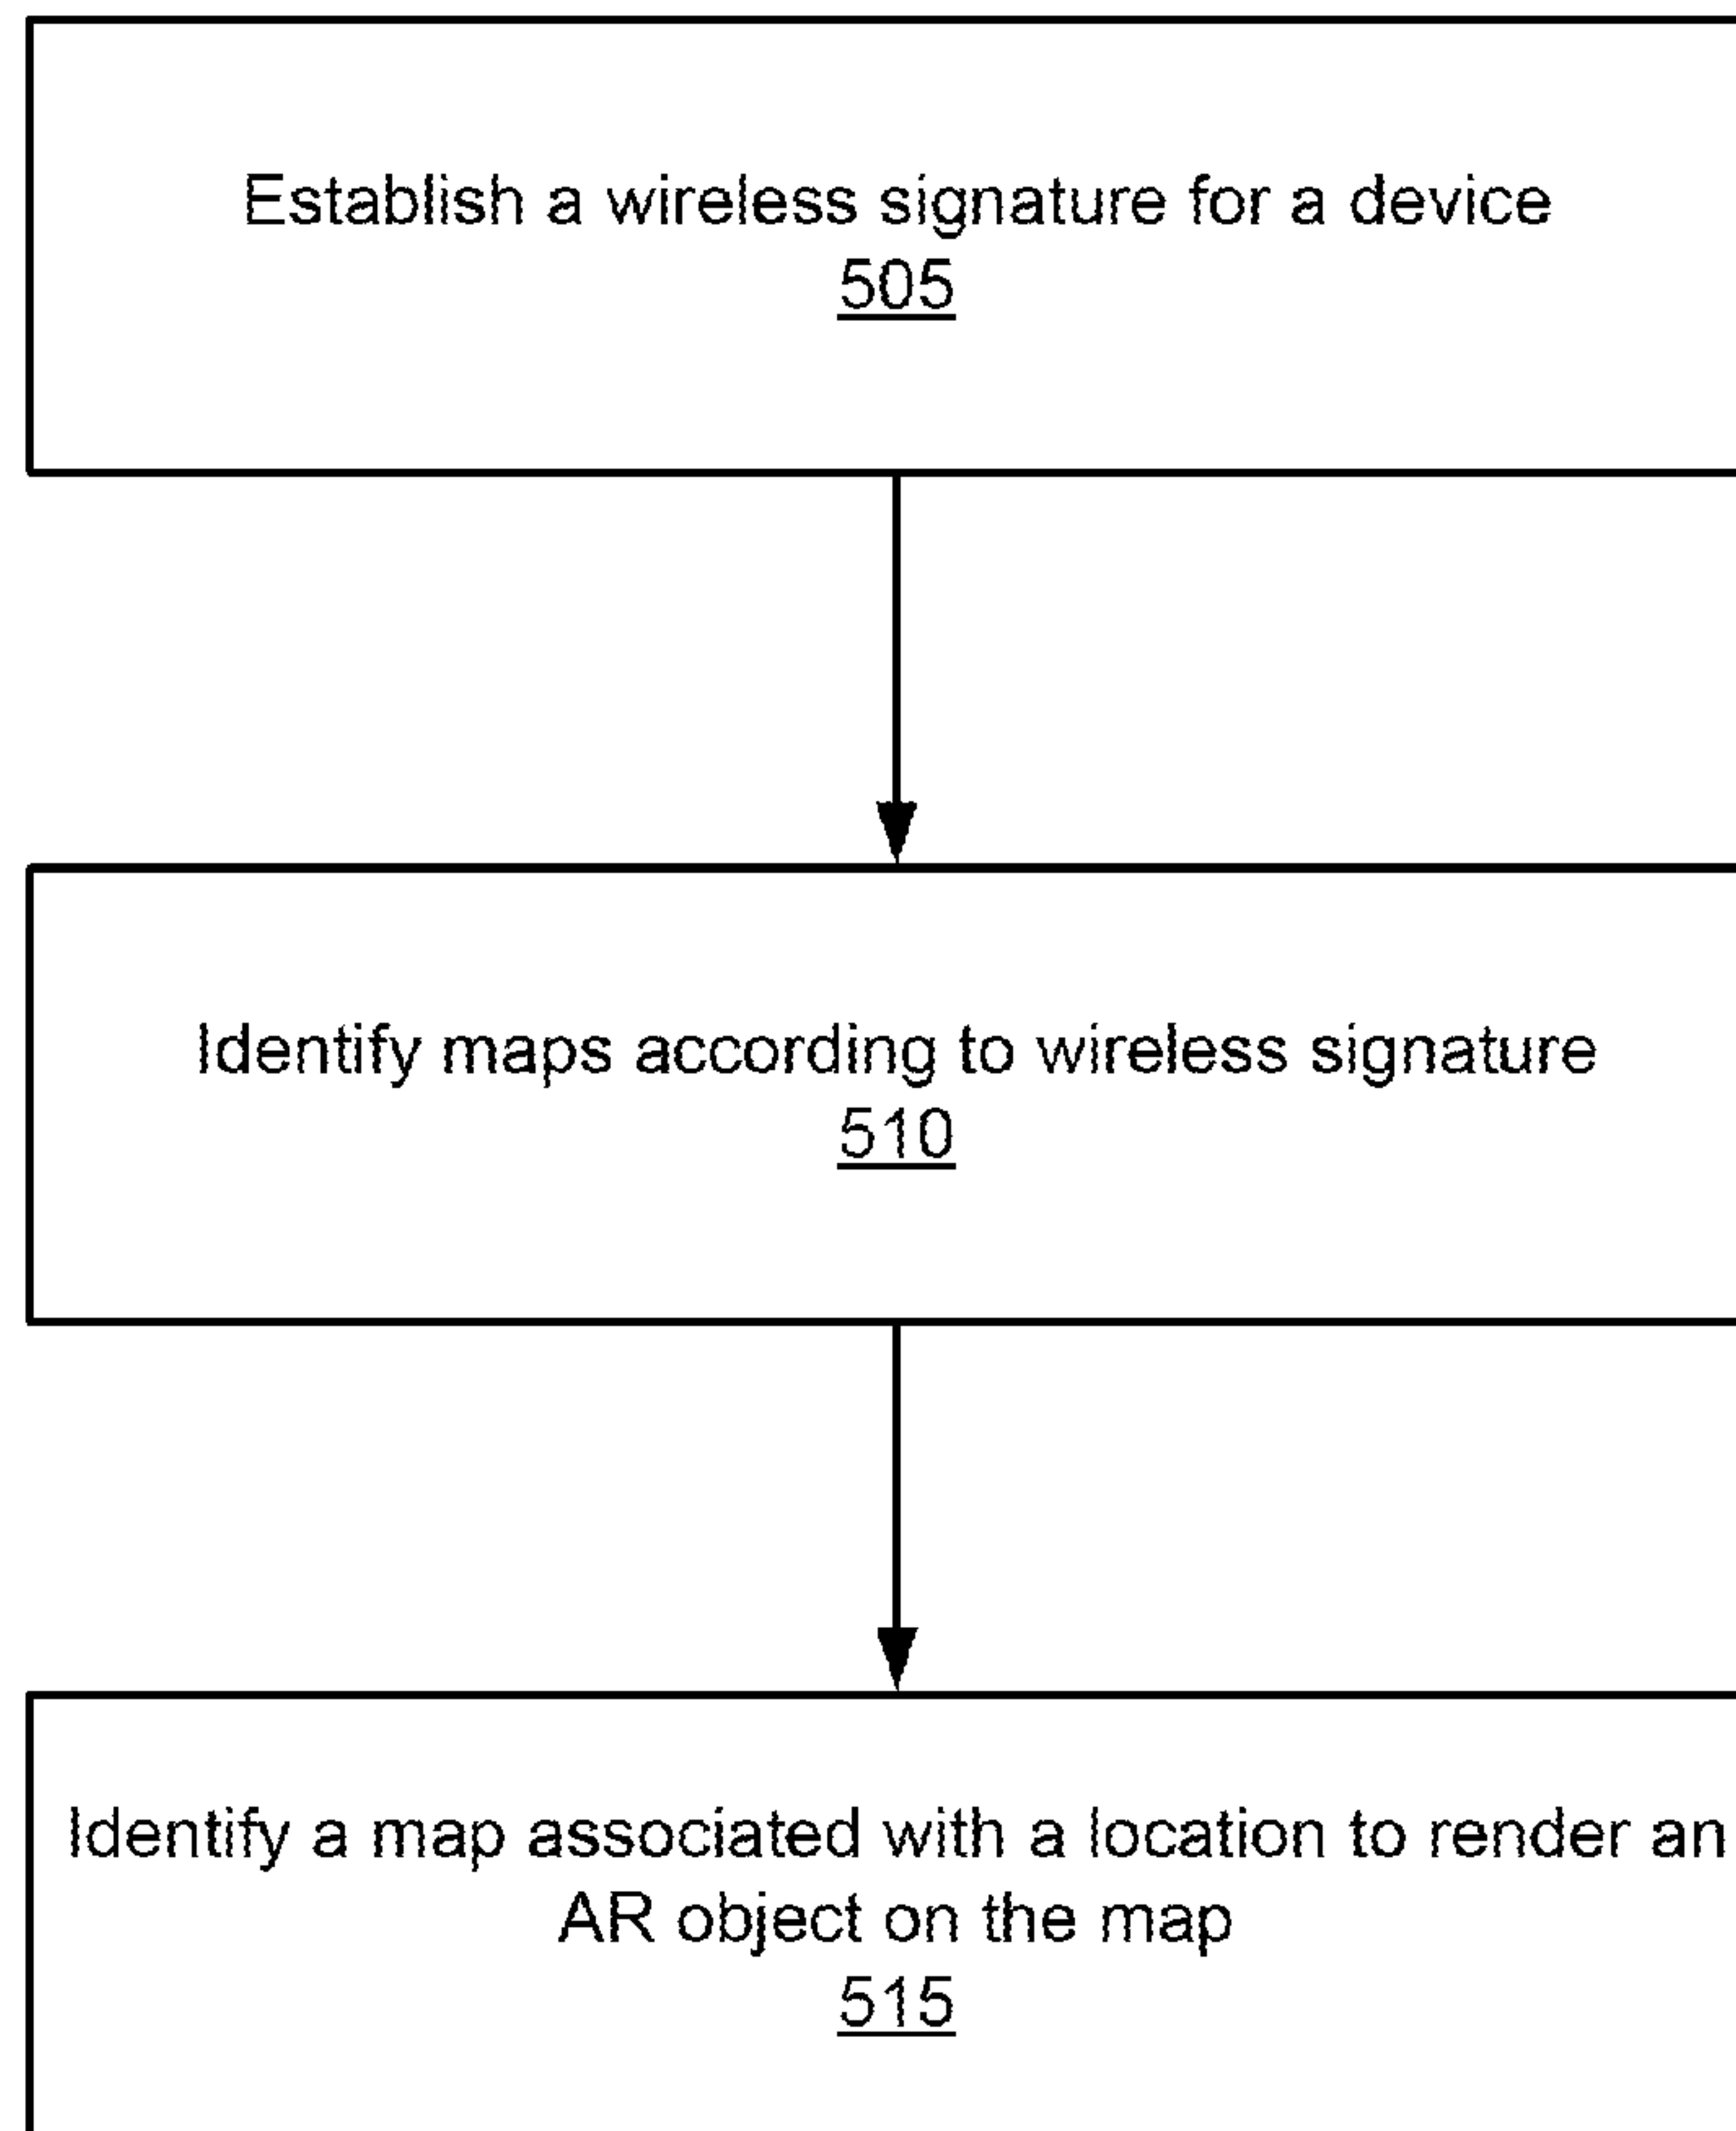 Establish a wireless signature for a device
505
Identify maps according to wireless signature
510
Identify a map associated with a location to render an
AR object on the map
515